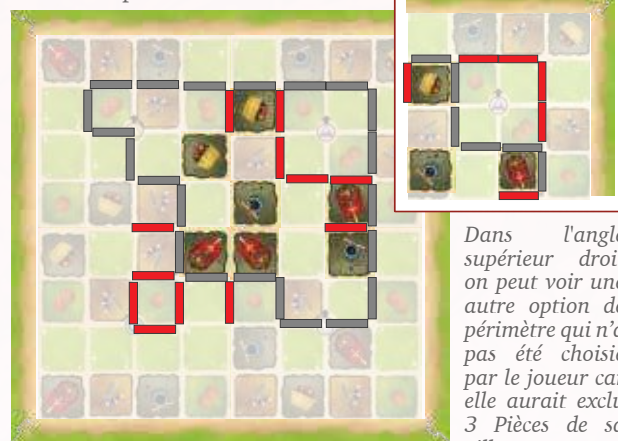 Dans l'angle
supérieur droi
on peut voir une
autre option de
périmètre qui n'a
pas été choisie
par le joueur car
elle aurait exclu
3 Pièces de sa